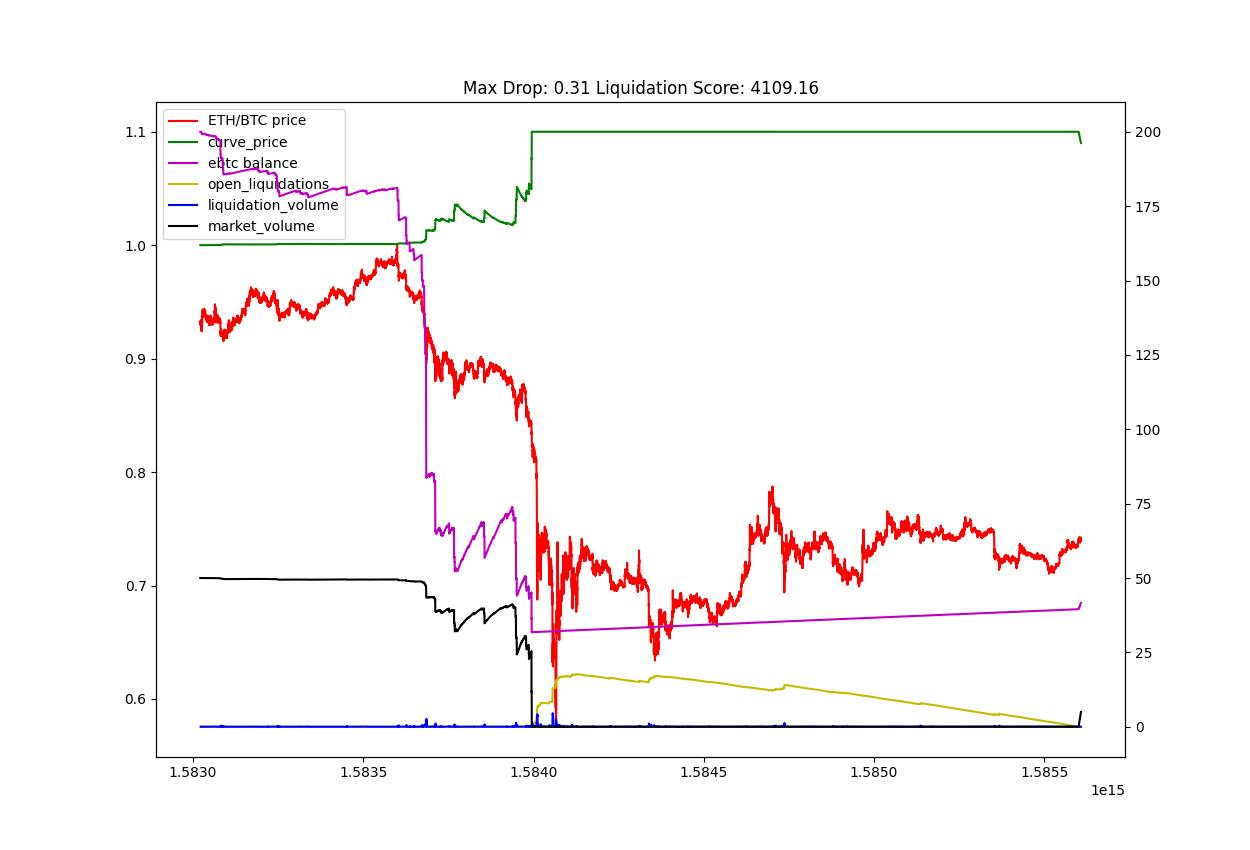 Max Drop: 0.31 Liquidation Score: 4109.16
ETH/BTC price
curve_price
ebtc balance
open_liquidations
liquidation_volume
market_volume
1.1
1.0
0.9
0.8
0.7
0.6
200
175
150
125
100
75
50
25
0
1.5830
1.5835
1.5840
1.5845
1.5850
1.5855
1e15